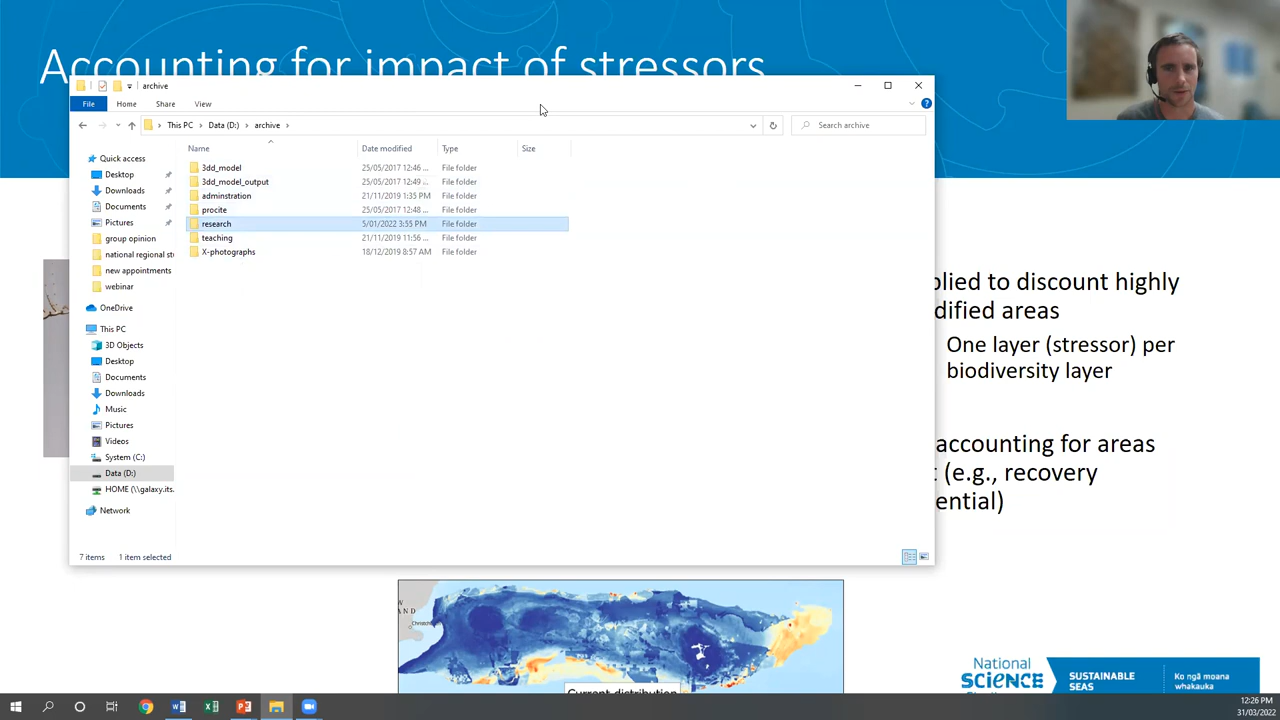 Accounting for impact of stressors
archive
File Home Share View
This PC > Data (D:) > archive >
Search archive
Name Date modified Type Size
3dd_model 25/05/2017 12:46 ... File folder
3dd_model_output 25/05/2017 12:49 ... File folder
adminstration 21/11/2019 1:35 PM File folder
procite 25/05/2017 12:48 ... File folder
research 5/01/2022 3:55 PM File folder
teaching 21/11/2019 11:56 ... File folder
X-photographs 18/12/2019 8:57 AM File folder
Quick access
Desktop
Downloads
Documents
Pictures
group opinion
national regional st
new appointments
webinar
OneDrive
This PC
3D Objects
Desktop
Documents
Downloads
Music
Pictures
Videos
System (C:)
Data (D:)
HOME (\\galaxy.its.
Network
7 items 1 item selected
plied to discount highly
dified areas
One layer (stressor) per
biodiversity layer
accounting for areas
t (e.g., recovery
ential)
AND
Christch
Current distribution
National
SCIENCE
SUSTAINABLE
SEAS
Ko ngā moana
whakauka
12:26 PM
31/03/2022